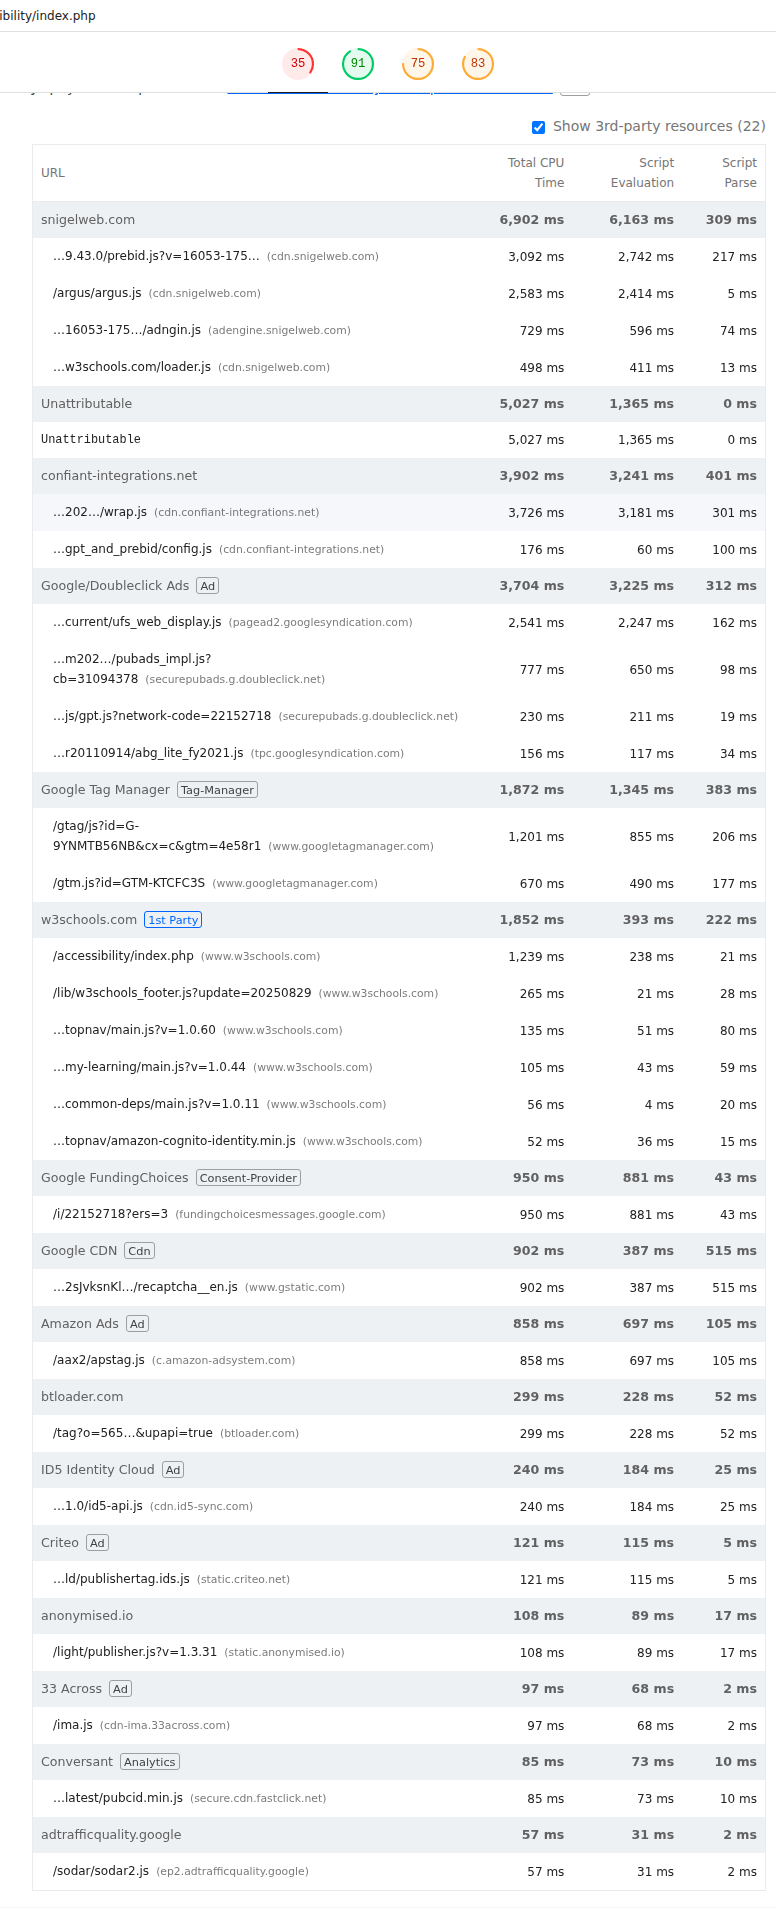 ibility/index.php
35 91 75 83
Show 3rd-party resources (22)
URL Total CPU Time Script Evaluation Script Parse
snigelweb.com 6,902 ms 6,163 ms 309 ms
…9.43.0/prebid.js?v=16053-175… (cdn.snigelweb.com) 3,092 ms 2,742 ms 217 ms
/argus/argus.js (cdn.snigelweb.com) 2,583 ms 2,414 ms 5 ms
…16053-175…/adngin.js (adengine.snigelweb.com) 729 ms 596 ms 74 ms
…w3schools.com/loader.js (cdn.snigelweb.com) 498 ms 411 ms 13 ms
Unattributable 5,027 ms 1,365 ms 0 ms
Unattributable 5,027 ms 1,365 ms 0 ms
confiant-integrations.net 3,902 ms 3,241 ms 401 ms
…202…/wrap.js (cdn.confiant-integrations.net) 3,726 ms 3,181 ms 301 ms
…gpt_and_prebid/config.js (cdn.confiant-integrations.net) 176 ms 60 ms 100 ms
Google/Doubleclick Ads Ad 3,704 ms 3,225 ms 312 ms
…current/ufs_web_display.js (pagead2.googlesyndication.com) 2,541 ms 2,247 ms 162 ms
…m202…/pubads_impl.js?
cb=31094378 (securepubads.g.doubleclick.net) 777 ms 650 ms 98 ms
…js/gpt.js?network-code=22152718 (securepubads.g.doubleclick.net) 230 ms 211 ms 19 ms
…r20110914/abg_lite_fy2021.js (tpc.googlesyndication.com) 156 ms 117 ms 34 ms
Google Tag Manager Tag-Manager 1,872 ms 1,345 ms 383 ms
/gtag/js?id=G-
9YNMTB56NB&cx=c&gtm=4e58r1 (www.googletagmanager.com) 1,201 ms 855 ms 206 ms
/gtm.js?id=GTM-KTCFC3S (www.googletagmanager.com) 670 ms 490 ms 177 ms
w3schools.com 1st Party 1,852 ms 393 ms 222 ms
/accessibility/index.php (www.w3schools.com) 1,239 ms 238 ms 21 ms
/lib/w3schools_footer.js?update=20250829 (www.w3schools.com) 265 ms 21 ms 28 ms
…topnav/main.js?v=1.0.60 (www.w3schools.com) 135 ms 51 ms 80 ms
…my-learning/main.js?v=1.0.44 (www.w3schools.com) 105 ms 43 ms 59 ms
…common-deps/main.js?v=1.0.11 (www.w3schools.com) 56 ms 4 ms 20 ms
…topnav/amazon-cognito-identity.min.js (www.w3schools.com) 52 ms 36 ms 15 ms
Google FundingChoices Consent-Provider 950 ms 881 ms 43 ms
/i/22152718?ers=3 (fundingchoicesmessages.google.com) 950 ms 881 ms 43 ms
Google CDN Cdn 902 ms 387 ms 515 ms
…2sJvksnKl…/recaptcha__en.js (www.gstatic.com) 902 ms 387 ms 515 ms
Amazon Ads Ad 858 ms 697 ms 105 ms
/aax2/apstag.js (c.amazon-adsystem.com) 858 ms 697 ms 105 ms
btloader.com 299 ms 228 ms 52 ms
/tag?o=565…&upapi=true (btloader.com) 299 ms 228 ms 52 ms
ID5 Identity Cloud Ad 240 ms 184 ms 25 ms
…1.0/id5-api.js (cdn.id5-sync.com) 240 ms 184 ms 25 ms
Criteo Ad 121 ms 115 ms 5 ms
…ld/publishertag.ids.js (static.criteo.net) 121 ms 115 ms 5 ms
anonymised.io 108 ms 89 ms 17 ms
/light/publisher.js?v=1.3.31 (static.anonymised.io) 108 ms 89 ms 17 ms
33 Across Ad 97 ms 68 ms 2 ms
/ima.js (cdn-ima.33across.com) 97 ms 68 ms 2 ms
Conversant Analytics 85 ms 73 ms 10 ms
…latest/pubcid.min.js (secure.cdn.fastclick.net) 85 ms 73 ms 10 ms
adtrafficquality.google 57 ms 31 ms 2 ms
/sodar/sodar2.js (ep2.adtrafficquality.google) 57 ms 31 ms 2 ms